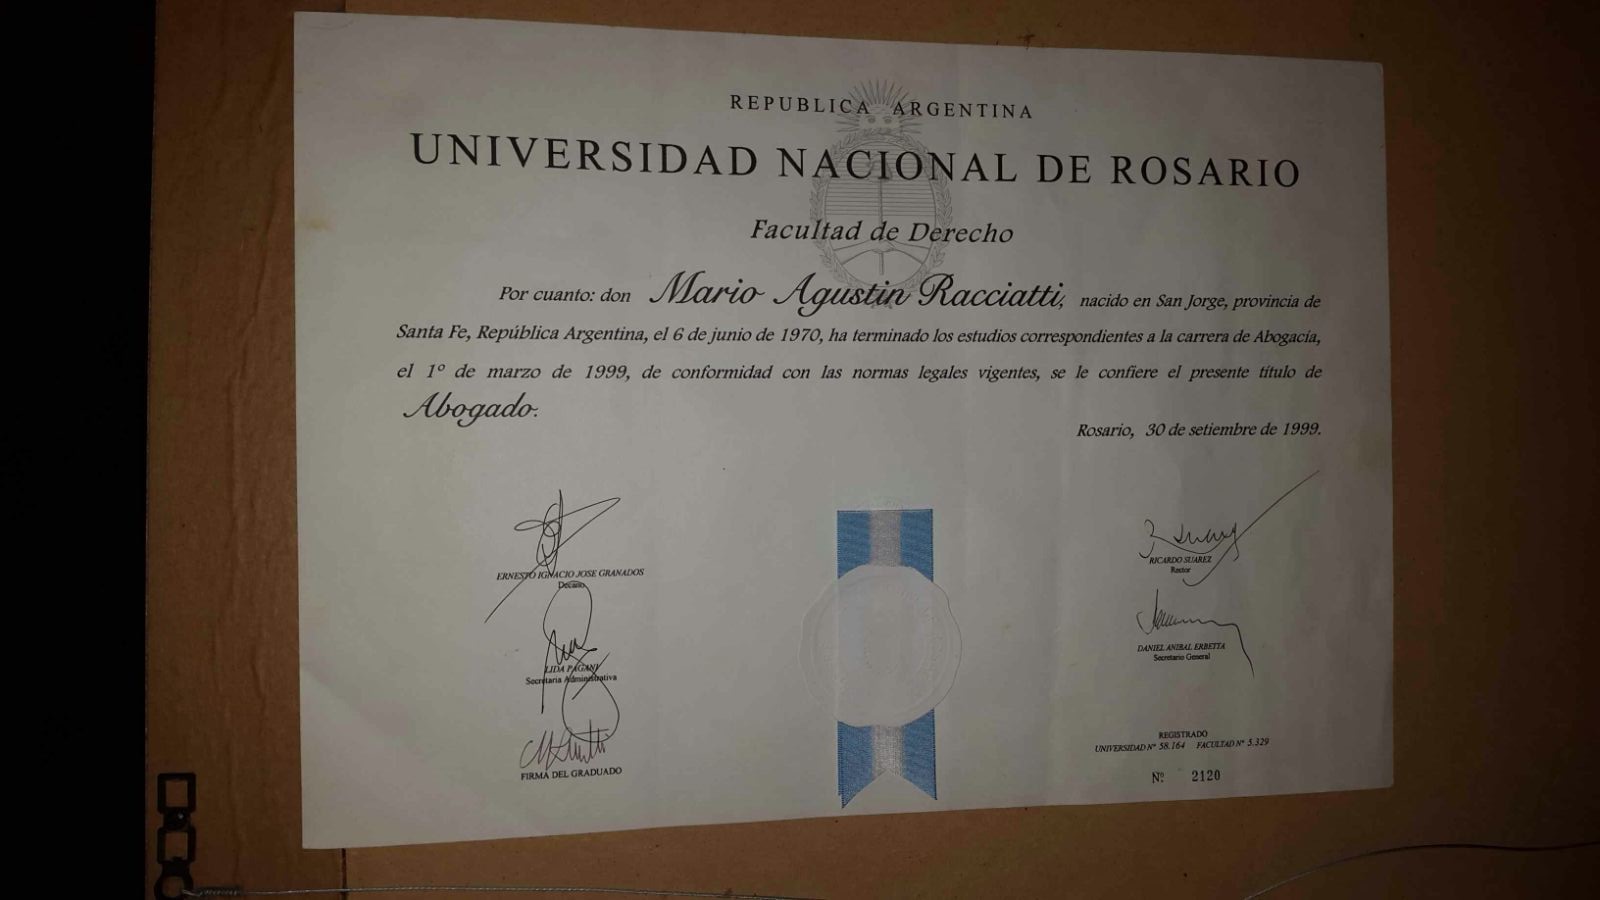 REPUBLICA ARGENTINA
UNIVERSIDAD NACIONAL DE ROSARIO
Facultad de Derecho
Por cuanto: don Mario Agustin Racciatti, nacido en San Jorge, provincia de
Santa Fe, República Argentina, el 6 de junio de 1970, ha terminado los estudios correspondientes a la carrera de Abogacía,
el 1º de marzo de 1999, de conformidad con las normas legales vigentes, se le confiere el presente título de
Abogado.
Rosario, 30 de setiembre de 1999.
ERNESTO IGNACIO JOSE GRANADOS
Decano
LIDA PAGANI
Secretaria Administrativa
FIRMA DEL GRADUADO
RICARDO SUAREZ
Rector
DANIEL ANIBAL ERBETTA
Secretario General
REGISTRADO
UNIVERSIDAD Nº 58.164 FACULTAD Nº 5.329
Nº 2120